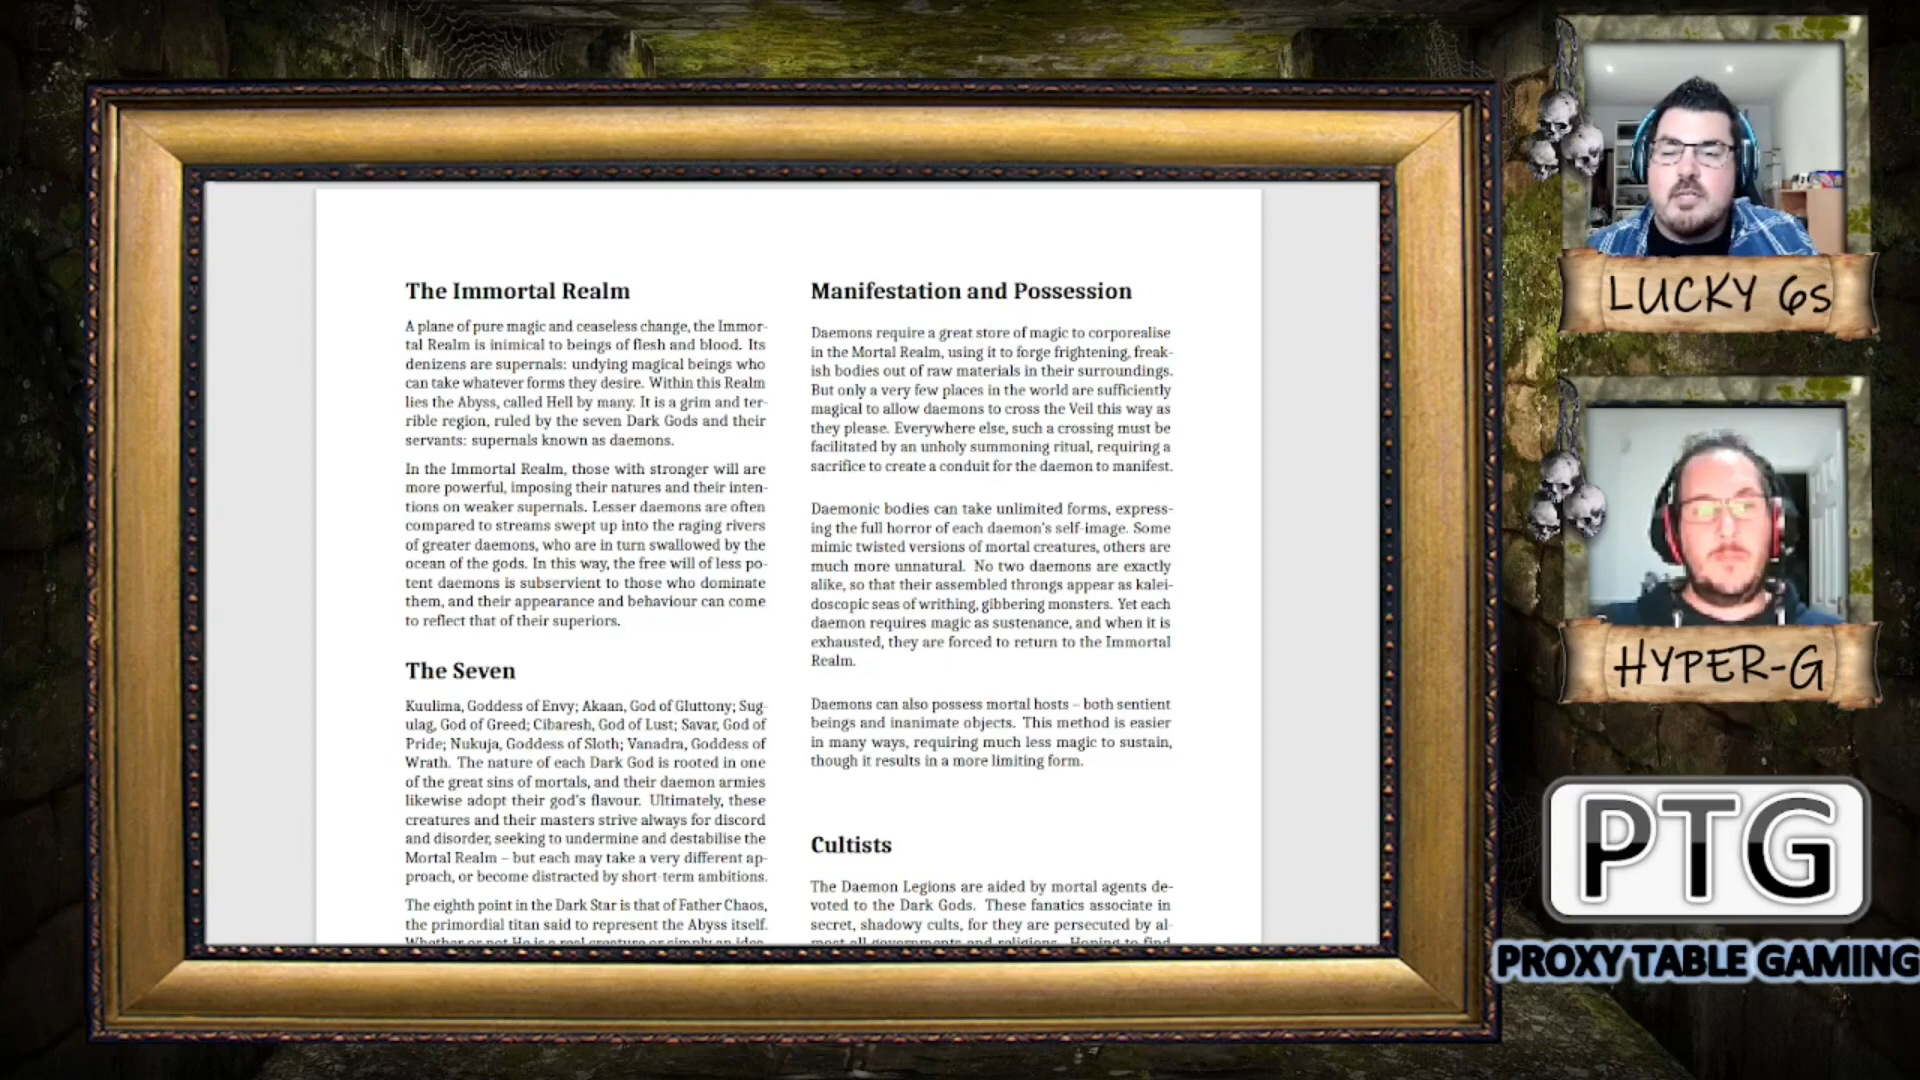 The Immortal Realm
A plane of pure magic and ceaseless change, the Immor-
tal Realm is inimical to beings of flesh and blood. Its
denizens are supernals: undying magical beings who
can take whatever forms they desire. Within this Realm
lies the Abyss, called Hell by many. It is a grim and ter-
rible region, ruled by the seven Dark Gods and their
servants: supernals known as daemons.
In the Immortal Realm, those with stronger will are
more powerful, imposing their natures and their inten-
tions on weaker supernals. Lesser daemons are often
compared to streams swept up into the raging rivers
of greater daemons, who are in turn swallowed by the
ocean of the gods. In this way, the free will of less po-
tent daemons is subservient to those who dominate
them, and their appearance and behaviour can come
to reflect that of their superiors.
The Seven
Kuulima, Goddess of Envy; Akaan, God of Gluttony; Sug-
ulag, God of Greed; Cibaresh, God of Lust; Savar, God of
Pride; Nukuja, Goddess of Sloth; Vanadra, Goddess of
Wrath. The nature of each Dark God is rooted in one
of the great sins of mortals, and their daemon armies
likewise adopt their god's flavour. Ultimately, these
creatures and their masters strive always for discord
and disorder, seeking to undermine and destabilise the
Mortal Realm – but each may take a very different ap-
proach, or become distracted by short-term ambitions.
The eighth point in the Dark Star is that of Father Chaos,
the primordial titan said to represent the Abyss itself.
Whether or not He is a real creature or simply an idea,
Manifestation and Possession
Daemons require a great store of magic to corporealise
in the Mortal Realm, using it to forge frightening, freak-
ish bodies out of raw materials in their surroundings.
But only a very few places in the world are sufficiently
magical to allow daemons to cross the Veil this way as
they please. Everywhere else, such a crossing must be
facilitated by an unholy summoning ritual, requiring a
sacrifice to create a conduit for the daemon to manifest.
Daemonic bodies can take unlimited forms, express-
ing the full horror of each daemon's self-image. Some
mimic twisted versions of mortal creatures, others are
much more unnatural. No two daemons are exactly
alike, so that their assembled throngs appear as kalei-
doscopic seas of writhing, gibbering monsters. Yet each
daemon requires magic as sustenance, and when it is
exhausted, they are forced to return to the Immortal
Realm.
Daemons can also possess mortal hosts – both sentient
beings and inanimate objects. This method is easier
in many ways, requiring much less magic to sustain,
though it results in a more limiting form.
Cultists
The Daemon Legions are aided by mortal agents de-
voted to the Dark Gods. These fanatics associate in
secret, shadowy cults, for they are persecuted by al-
most all governments and religions. Hoping to find
LUCKY 6s
HYPER-G
PTG
PROXY TABLE GAMING